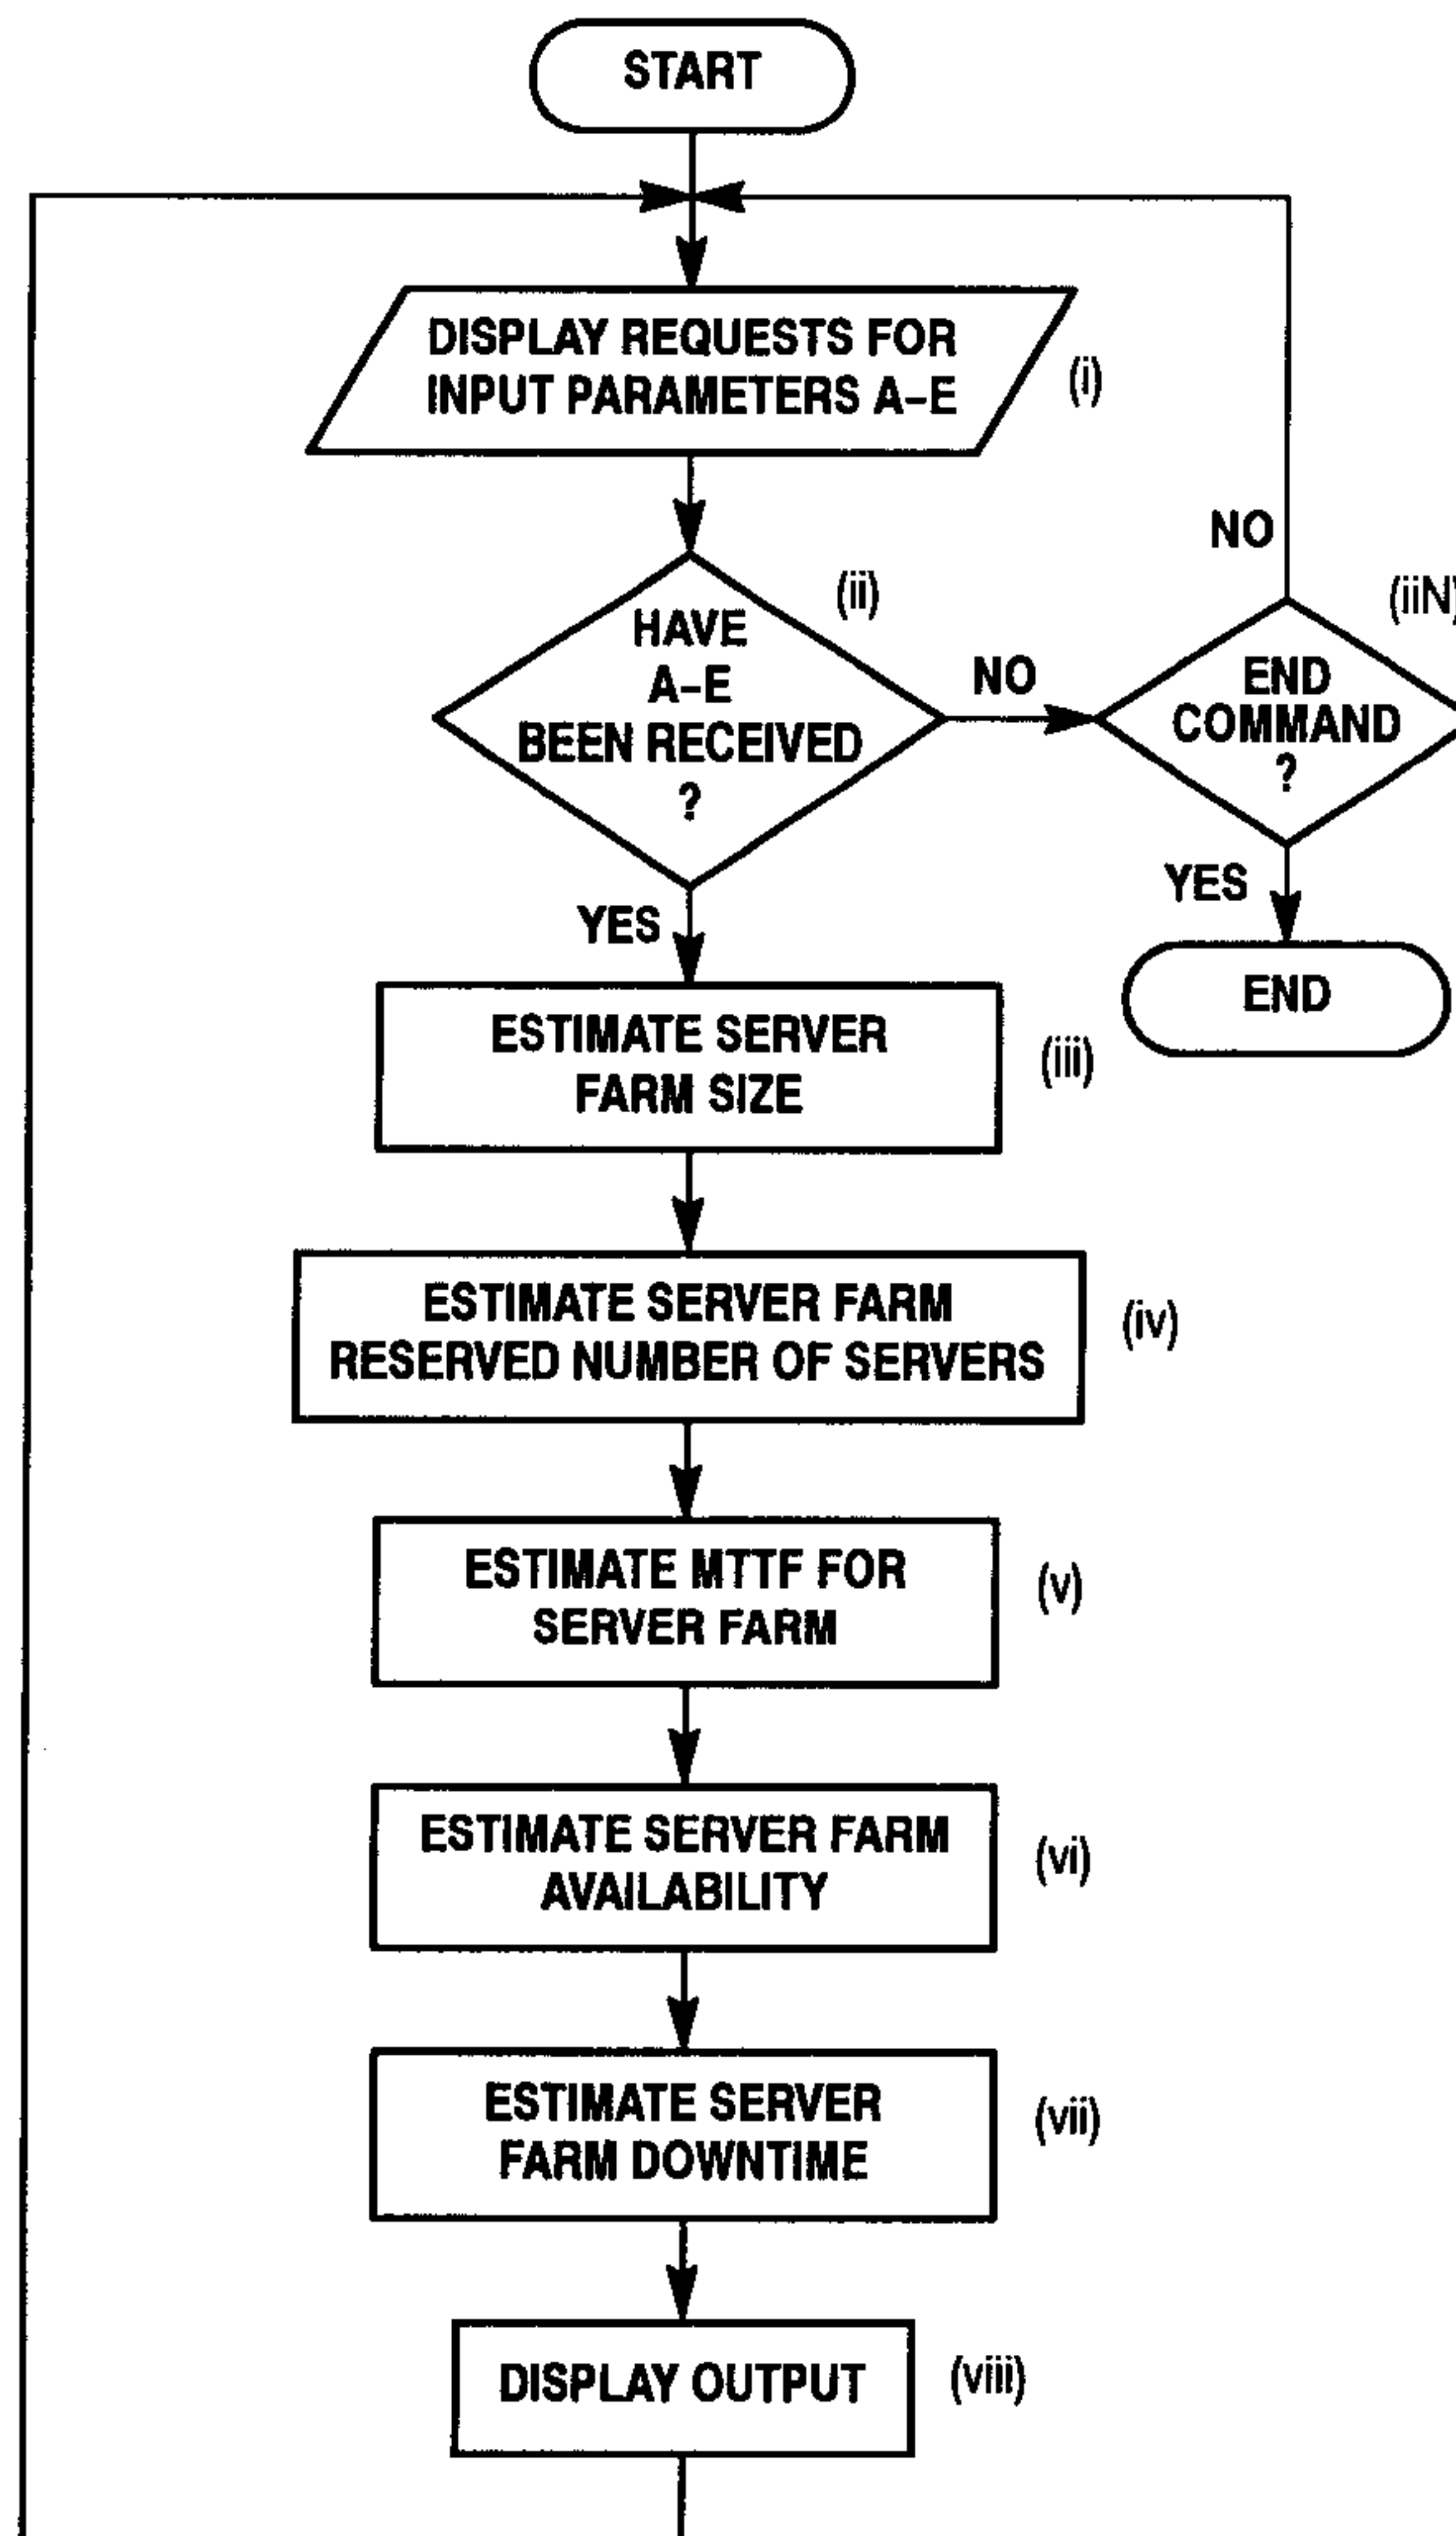 START
DISPLAY REQUESTS FOR
INPUT PARAMETERS A–E
(i)
HAVE
A–E
BEEN RECEIVED
?
(ii)
NO
END
COMMAND
?
(iiN)
NO
YES
END
YES
ESTIMATE SERVER
FARM SIZE
(iii)
ESTIMATE SERVER FARM
RESERVED NUMBER OF SERVERS
(iv)
ESTIMATE MTTF FOR
SERVER FARM
(v)
ESTIMATE SERVER FARM
AVAILABILITY
(vi)
ESTIMATE SERVER
FARM DOWNTIME
(vii)
DISPLAY OUTPUT
(viii)